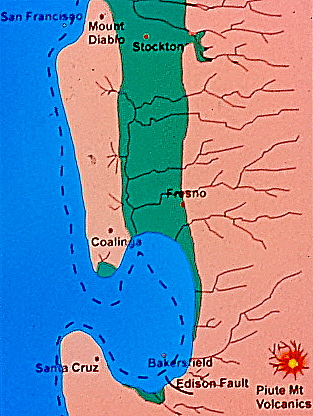 San Francisco
Mount
Diablo
Stockton
Fresno
Coalinga
Santa Cruz
Bakersfield
Edison Fault
Piute Mt
Volcanics